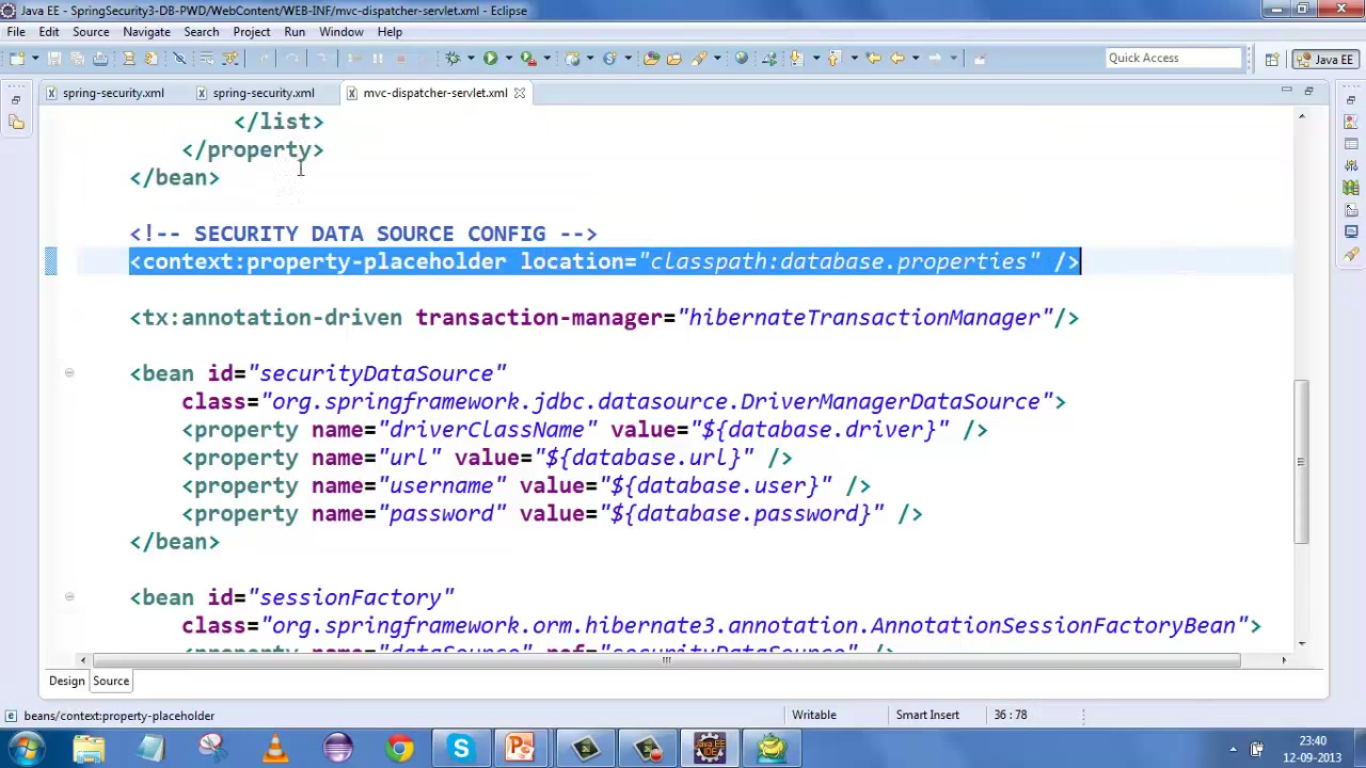 Java EE - SpringSecurity3-DB-PWD/WebContent/WEB-INF/mvc-dispatcher-servlet.xml - Eclipse
File Edit Source Navigate Search Project Run Window Help
Quick Access
Java EE
spring-security.xml spring-security.xml mvc-dispatcher-servlet.xml
</list>
</property>
</bean>
<!-- SECURITY DATA SOURCE CONFIG -->
<context:property-placeholder location="classpath:database.properties" />
<tx:annotation-driven transaction-manager="hibernateTransactionManager"/>
<bean id="securityDataSource"
class="org.springframework.jdbc.datasource.DriverManagerDataSource">
<property name="driverClassName" value="${database.driver}" />
<property name="url" value="${database.url}" />
<property name="username" value="${database.user}" />
<property name="password" value="${database.password}" />
</bean>
<bean id="sessionFactory"
class="org.springframework.orm.hibernate3.annotation.AnnotationSessionFactoryBean">
<property name="dataSource" ref="securityDataSource" />
Design Source
beans/context:property-placeholder Writable Smart Insert 36 : 78
23:40
12-09-2013